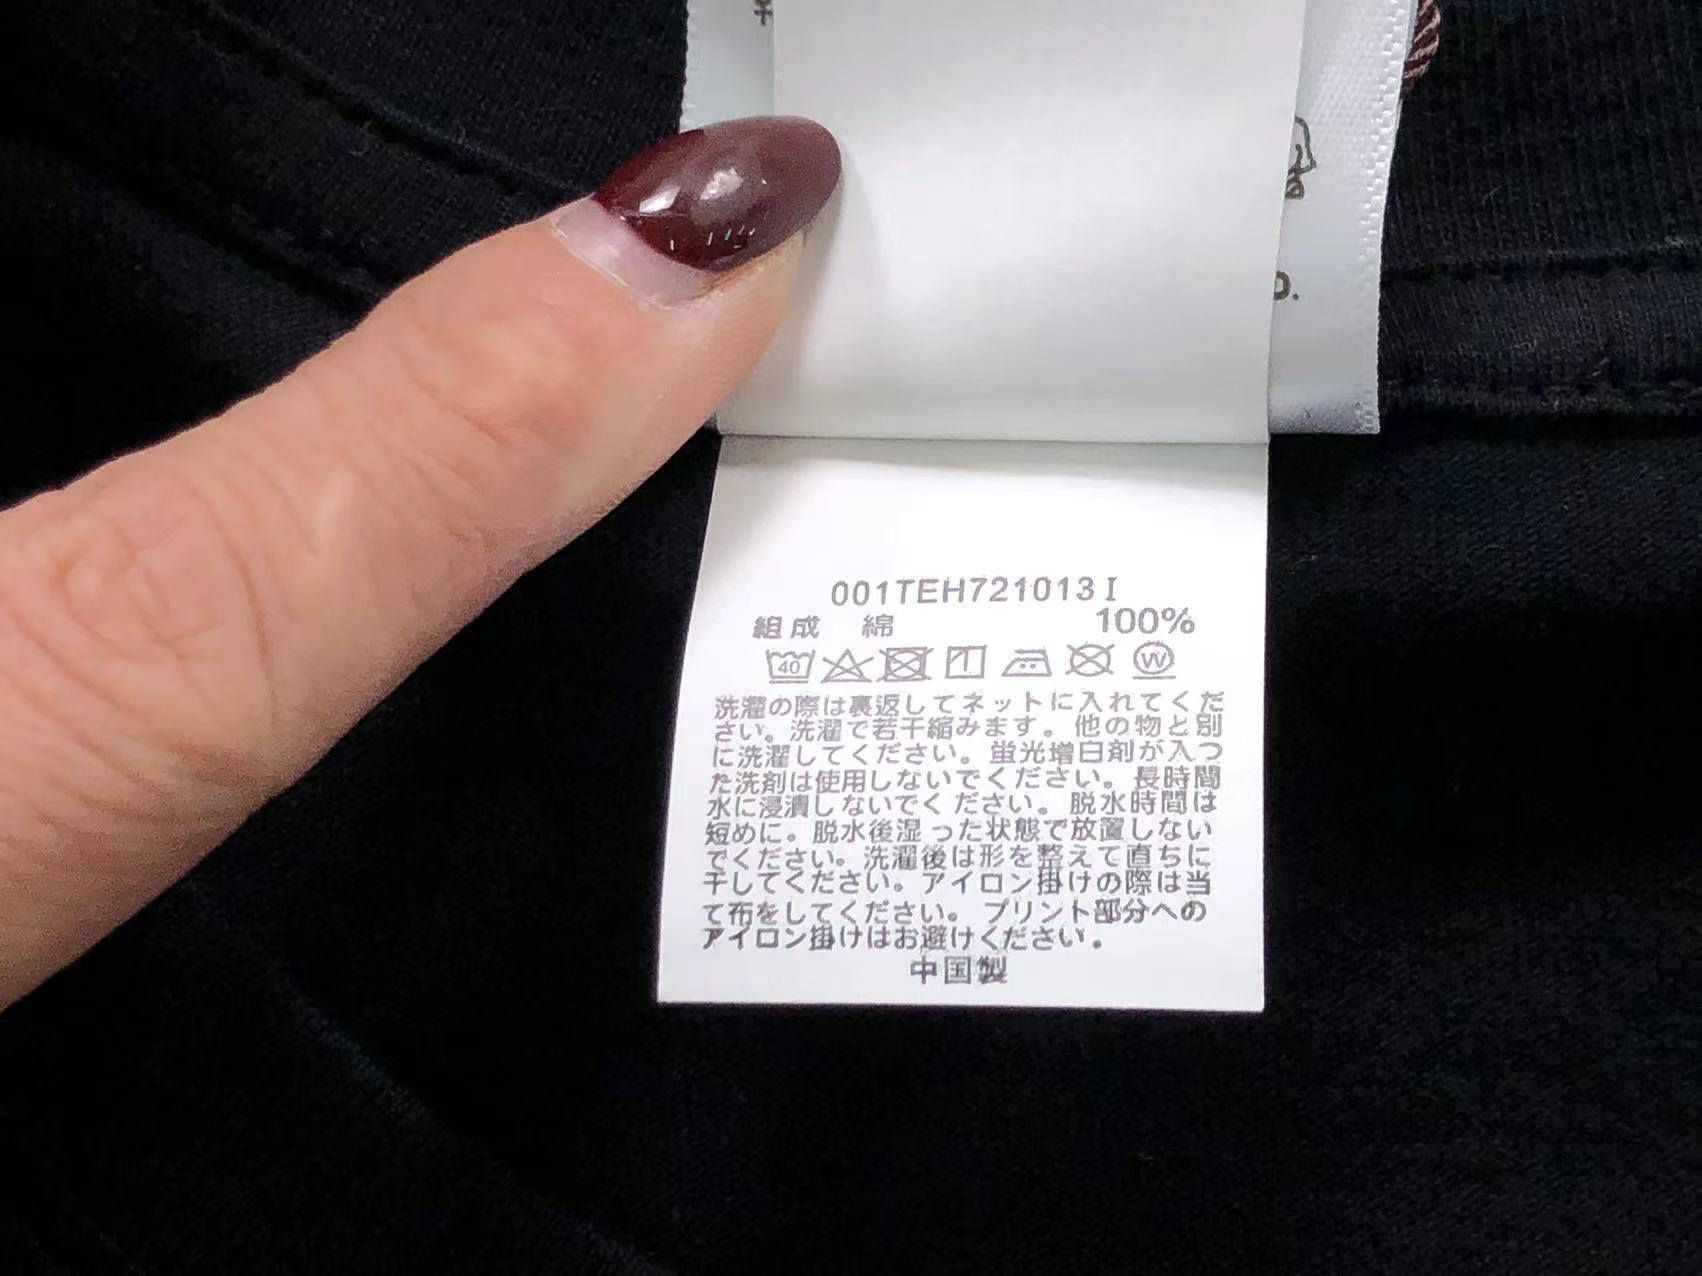 D.
001TEH721013 I
組成 綿 100%
40 W
洗濯の際は裏返してネットに入れてくだ
さい。洗濯で若干縮みます。他の物と別
に洗濯してください。蛍光増白剤が入っ
た洗剤は使用しないでください。長時間
水に浸漬しないでください。脱水時間は
短めに。脱水後湿った状態で放置しない
でください。洗濯後は形を整えて直ちに
干してください。アイロン掛けの際は当
て布をしてください。プリント部分への
アイロン掛けはお避けください。
中国製